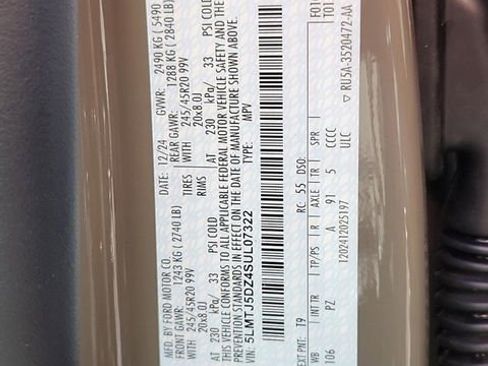 MFD. BY FORD MOTOR CO.
DATE: 12/24 GVWR: 2490 KG ( 5490
FRONT GAWR: 1243 KG ( 2740 LB)
REAR GAWR: 1288 KG ( 2840 LB)
245/45R20 99V TIRES WITH 245/45R20 99V
20x8.0J RIMS 20x8.0J
AT 230 kPa/ 33 PSI COLD AT 230 kPa/ 33 PSI COLD
THIS VEHICLE CONFORMS TO ALL APPLICABLE FEDERAL MOTOR VEHICLE SAFETY AND THE
PREVENTION STANDARDS IN EFFECT ON THE DATE OF MANUFACTURE SHOWN ABOVE.
VIN: 5LMTJ5DZ4SUL07322 TYPE: MPV
EXT PNT: T9 RC: 55 DSO: F01
WB INT TR TP/PS R AXLE TR SPR T01
106 PZ A 91 5 CCCC
1202412025197 ULC
▽ RU5A-3520472-AA